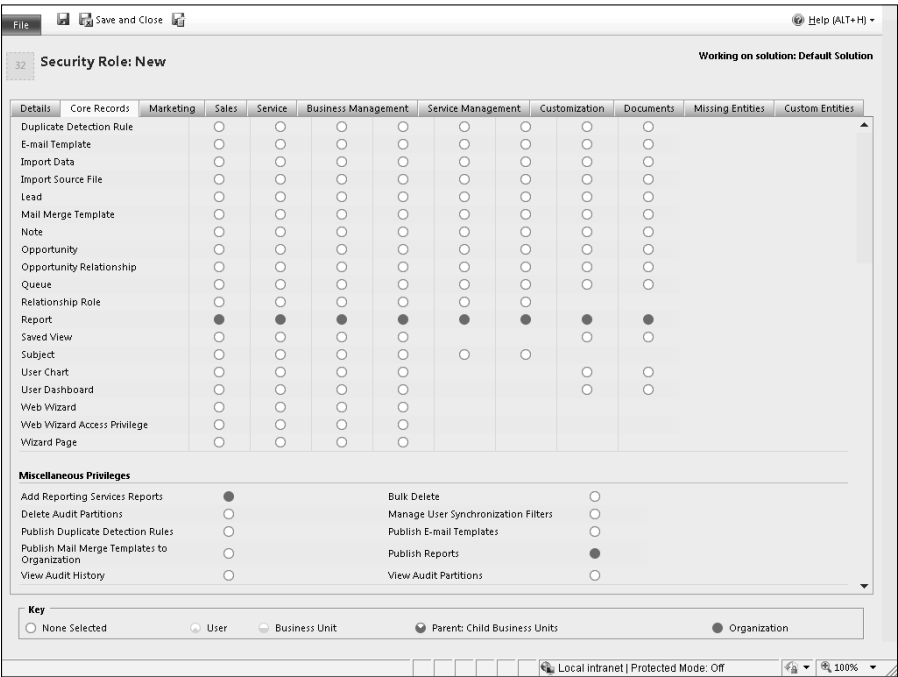 File
Save and Close
Help (ALT+H)
32
Security Role: New
Working on solution: Default Solution
Details
Core Records
Marketing
Sales
Service
Business Management
Service Management
Customization
Documents
Missing Entities
Custom Entities
Duplicate Detection Rule
E-mail Template
Import Data
Import Source File
Lead
Mail Merge Template
Note
Opportunity
Opportunity Relationship
Queue
Relationship Role
Report
Saved View
Subject
User Chart
User Dashboard
Web Wizard
Web Wizard Access Privilege
Wizard Page
Miscellaneous Privileges
Add Reporting Services Reports
Bulk Delete
Delete Audit Partitions
Manage User Synchronization Filters
Publish Duplicate Detection Rules
Publish E-mail Templates
Publish Mail Merge Templates to
Organization
Publish Reports
View Audit History
View Audit Partitions
Key
None Selected
User
Business Unit
Parent: Child Business Units
Organization
Local intranet | Protected Mode: Off
100%